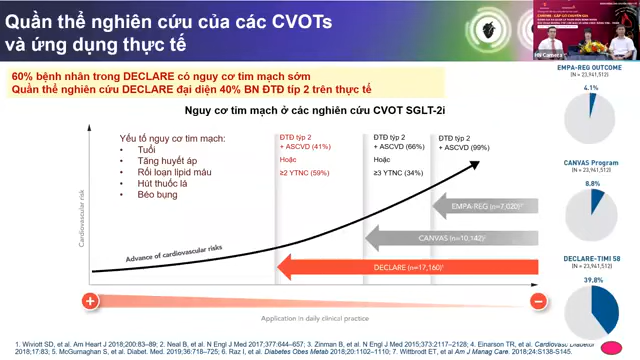 Quần thể nghiên cứu của các CVOTs
và ứng dụng thực tế
HN Camera
60% bệnh nhân trong DECLARE có nguy cơ tim mạch sớm
Quần thể nghiên cứu DECLARE đại diện 40% BN ĐTĐ típ 2 trên thực tế
Nguy cơ tim mạch ở các nghiên cứu CVOT SGLT-2i
Yếu tố nguy cơ tim mạch:
• Tuổi
• Tăng huyết áp
• Rối loạn lipid máu
• Hút thuốc lá
• Béo bụng
ĐTĐ típ 2
+ ASCVD (41%)
Hoặc
≥2 YTNC (59%)
ĐTĐ típ 2
+ ASCVD (66%)
Hoặc
≥3 YTNC (34%)
ĐTĐ típ 2
+ ASCVD (99%)
Cardiovascular risk
Advance of cardiovascular risks
EMPA-REG (n=7,020)
CANVAS (n=10,142)
DECLARE (n=17,160)
+
−
Application in daily clinical practice
EMPA-REG OUTCOME
(N = 23,941,512)
4.1%
CANVAS Program
(N = 23,941,512)
8.8%
DECLARE-TIMI 58
(N = 23,941,512)
39.8%
1. Wiviott SD, et al. Am Heart J 2018;200:83–89; 2. Neal B, et al. N Engl J Med 2017;377:644–657; 3. Zinman B, et al. N Engl J Med 2015;373:2117–2128; 4. Einarson TR, et al. Cardiovasc Diabetol
2018;17:83; 5. McGurnaghan S, et al. Diabet. Med. 2019;36:718–725; 6. Raz I, et al. Diabetes Obes Metab 2018;20:1102–1110; 7. Wittbrodt ET, et al. Am J Manag Care. 2018;24:S138-S145.